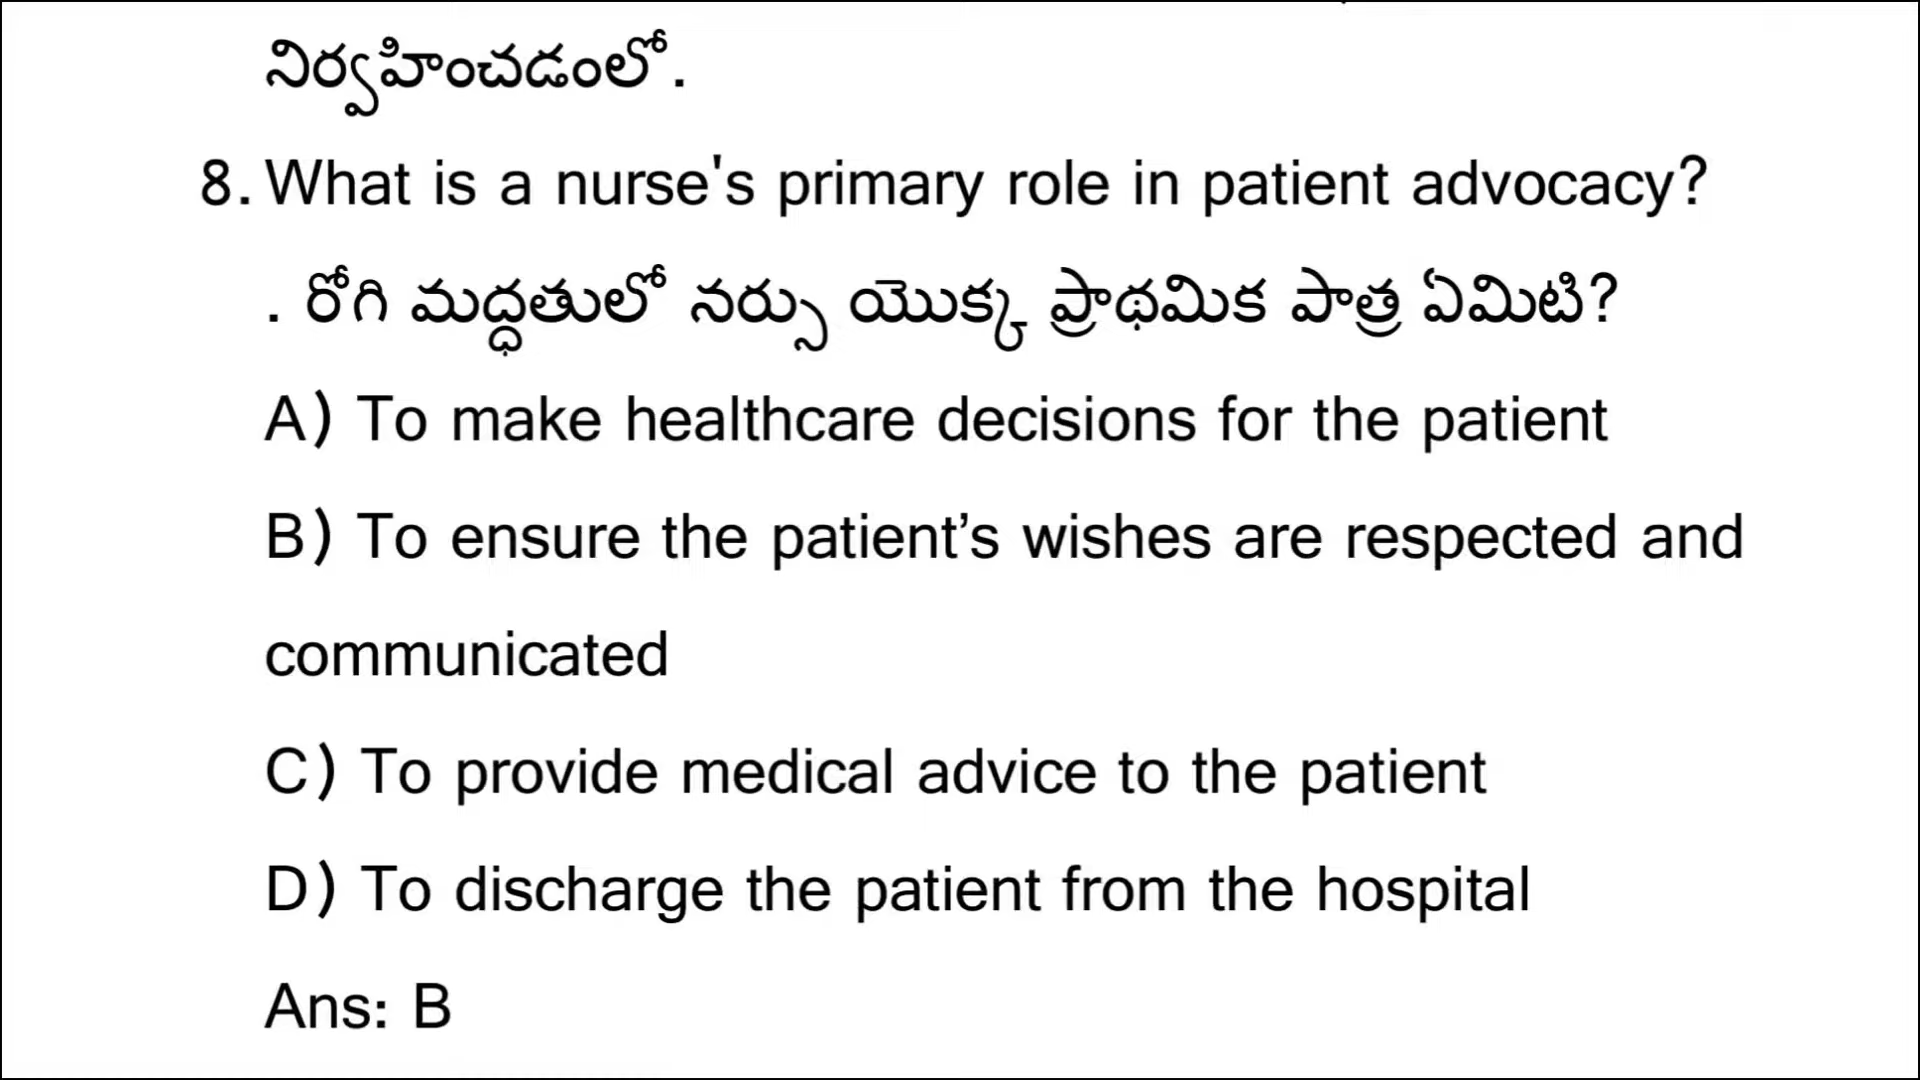 నిర్వహించడంలో.
8. What is a nurse's primary role in patient advocacy?
. రోగి మద్ధతులో నర్సు యొక్క ప్రాథమిక పాత్ర ఏమిటి?
A) To make healthcare decisions for the patient
B) To ensure the patient’s wishes are respected and
communicated
C) To provide medical advice to the patient
D) To discharge the patient from the hospital
Ans: B